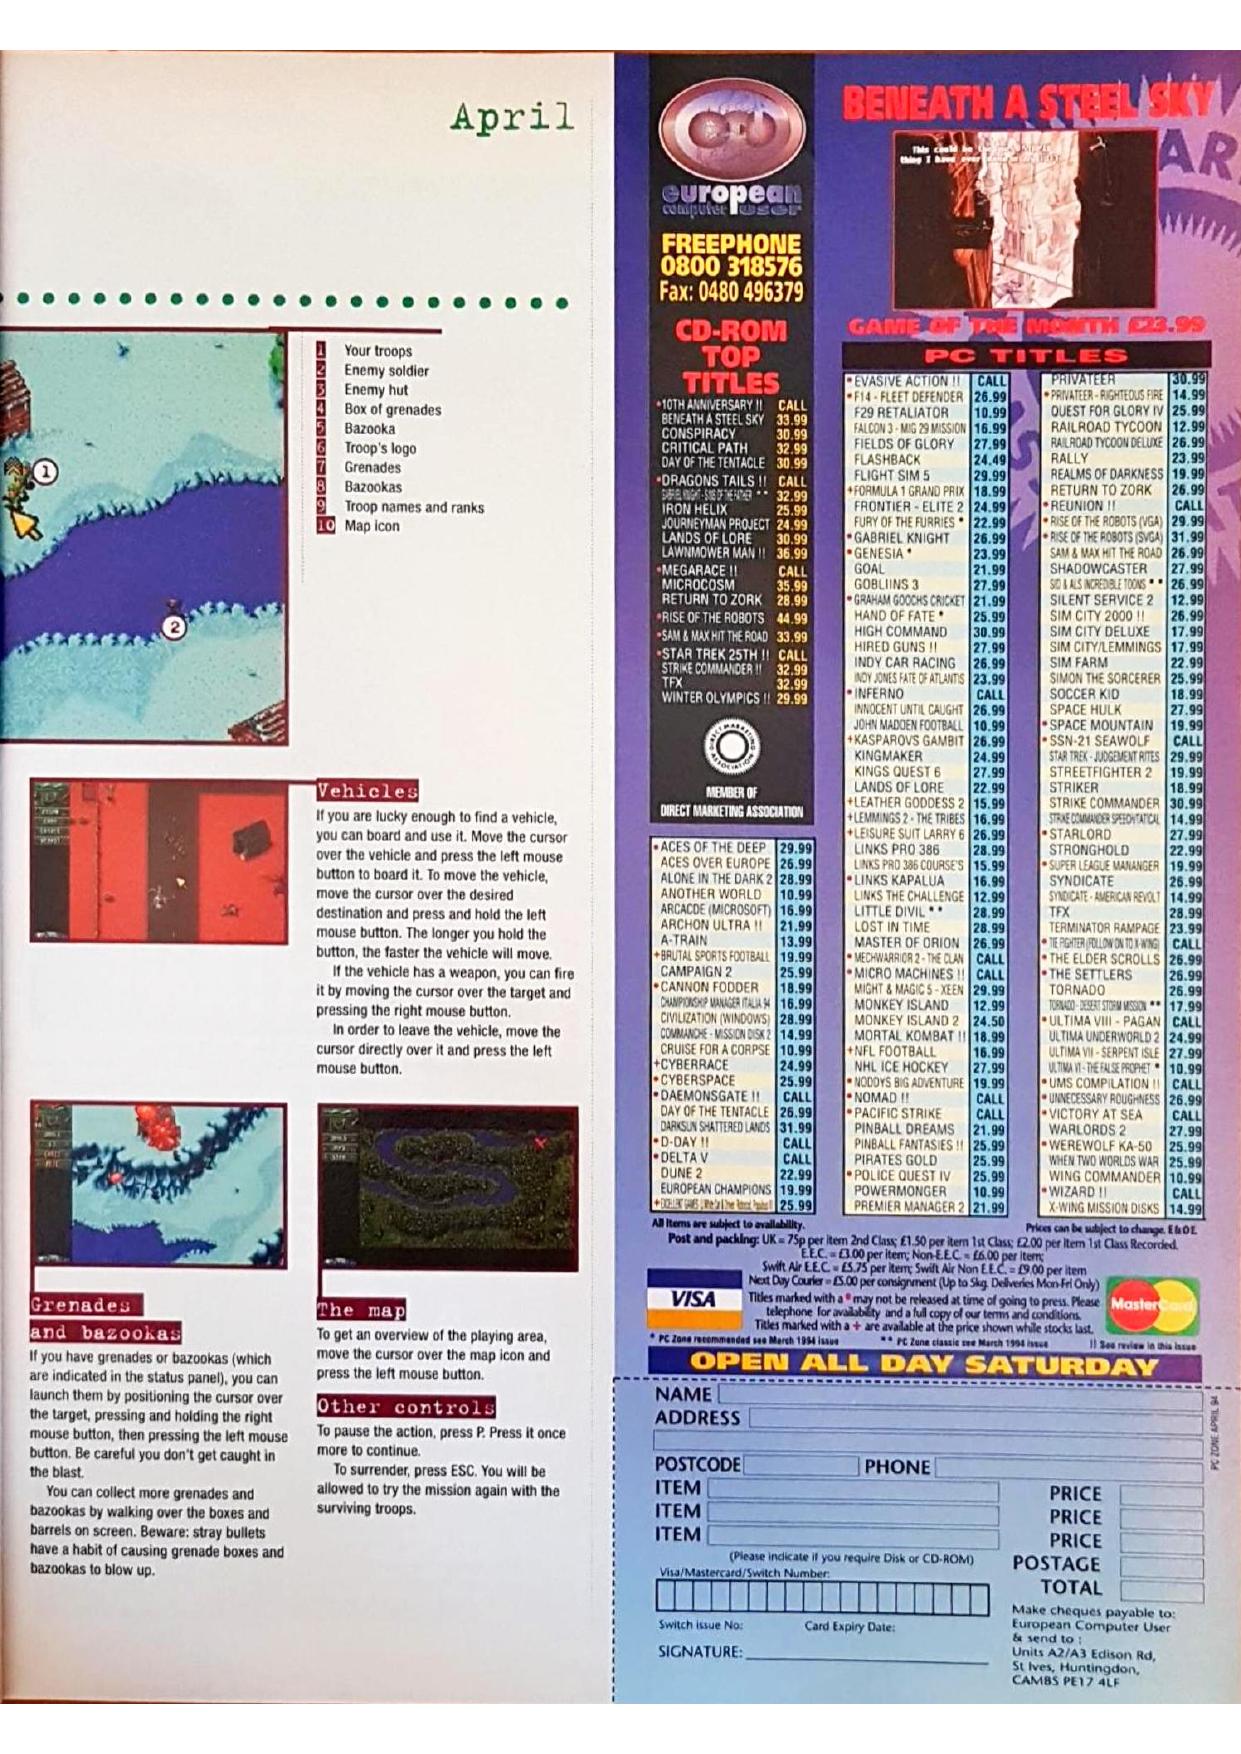 April
1 Your troops
2 Enemy soldier
3 Enemy hut
4 Box of grenades
5 Bazooka
6 Troop's logo
7 Grenades
8 Bazookas
9 Troop names and ranks
10 Map icon
1
2
Vehicles
If you are lucky enough to find a vehicle,
you can board and use it. Move the cursor
over the vehicle and press the left mouse
button to board it. To move the vehicle,
move the cursor over the desired
destination and press and hold the left
mouse button. The longer you hold the
button, the faster the vehicle will move.
If the vehicle has a weapon, you can fire
it by moving the cursor over the target and
pressing the right mouse button.
In order to leave the vehicle, move the
cursor directly over it and press the left
mouse button.
Grenades
and bazookas
If you have grenades or bazookas (which
are indicated in the status panel), you can
launch them by positioning the cursor over
the target, pressing and holding the right
mouse button, then pressing the left mouse
button. Be careful you don't get caught in
the blast.
You can collect more grenades and
bazookas by walking over the boxes and
barrels on screen. Beware: stray bullets
have a habit of causing grenade boxes and
bazookas to blow up.
The map
To get an overview of the playing area,
move the cursor over the map icon and
press the left mouse button.
Other controls
To pause the action, press P. Press it once
more to continue.
To surrender, press ESC. You will be
allowed to try the mission again with the
surviving troops.
european
computer user
FREEPHONE
0800 318576
Fax: 0480 496379
CD-ROM
TOP
TITLES
*10TH ANNIVERSARY !! CALL
BENEATH A STEEL SKY 33.99
CONSPIRACY 30.99
CRITICAL PATH 32.99
DAY OF THE TENTACLE 30.99
*DRAGONS TAILS !! CALL
GABRIEL KNIGHT - SINS OF THE FATHER ** 32.99
IRON HELIX 25.99
JOURNEYMAN PROJECT 24.99
LANDS OF LORE 30.99
LAWNMOWER MAN !! 36.99
*MEGARACE !! CALL
MICROCOSM 35.99
RETURN TO ZORK 28.99
*RISE OF THE ROBOTS 44.99
*SAM & MAX HIT THE ROAD 33.99
*STAR TREK 25TH !! CALL
STRIKE COMMANDER !! 32.99
TFX 32.99
WINTER OLYMPICS !! 29.99
DIRECT MARKETING ASSOCIATION
MEMBER OF
DIRECT MARKETING ASSOCIATION
*ACES OF THE DEEP 29.99
ACES OVER EUROPE 26.99
ALONE IN THE DARK 2 28.99
ANOTHER WORLD 10.99
ARCACDE (MICROSOFT) 16.99
ARCHON ULTRA !! 21.99
A-TRAIN 13.99
+BRUTAL SPORTS FOOTBALL 19.99
CAMPAIGN 2 25.99
*CANNON FODDER 18.99
CHAMPIONSHIP MANAGER ITALIA 94 16.99
CIVILIZATION (WINDOWS) 28.99
COMMANCHE - MISSION DISK 2 14.99
CRUISE FOR A CORPSE 10.99
+CYBERRACE 24.99
*CYBERSPACE 25.99
*DAEMONSGATE !! CALL
DAY OF THE TENTACLE 26.99
DARKSUN SHATTERED LANDS 31.99
*D-DAY !! CALL
*DELTA V CALL
DUNE 2 22.99
EUROPEAN CHAMPIONS 19.99
25.99
BENEATH A STEEL SKY
This could be
thing I have ever
GAME OF THE MONTH £23.99
PC TITLES
*EVASIVE ACTION !! CALL
*F14 - FLEET DEFENDER 26.99
F29 RETALIATOR 10.99
FALCON 3 - MIG 29 MISSION 16.99
FIELDS OF GLORY 27.99
FLASHBACK 24.49
FLIGHT SIM 5 29.99
+FORMULA 1 GRAND PRIX 18.99
FRONTIER - ELITE 2 24.99
FURY OF THE FURRIES * 22.99
*GABRIEL KNIGHT 26.99
*GENESIA * 23.99
GOAL 21.99
GOBLIINS 3 27.99
*GRAHAM GOOCHS CRICKET 21.99
HAND OF FATE * 25.99
HIGH COMMAND 30.99
HIRED GUNS !! 27.99
INDY CAR RACING 26.99
INDY JONES FATE OF ATLANTIS 23.99
*INFERNO CALL
INNOCENT UNTIL CAUGHT 26.99
JOHN MADDEN FOOTBALL 10.99
+KASPAROVS GAMBIT 26.99
KINGMAKER 24.99
KINGS QUEST 6 27.99
LANDS OF LORE 22.99
+LEATHER GODDESS 2 15.99
+LEMMINGS 2 - THE TRIBES 16.99
+LEISURE SUIT LARRY 6 26.99
LINKS PRO 386 28.99
LINKS PRO 386 COURSE'S 15.99
*LINKS KAPALUA 16.99
LINKS THE CHALLENGE 12.99
LITTLE DIVIL ** 28.99
LOST IN TIME 28.99
MASTER OF ORION 26.99
*MECHWARRIOR 2 - THE CLAN CALL
*MICRO MACHINES !! CALL
MIGHT & MAGIC 5 - XEEN 29.99
MONKEY ISLAND 12.99
MONKEY ISLAND 2 24.50
MORTAL KOMBAT !! 18.99
+NFL FOOTBALL 16.99
NHL ICE HOCKEY 27.99
*NODDYS BIG ADVENTURE 19.99
*NOMAD !! CALL
*PACIFIC STRIKE CALL
PINBALL DREAMS 21.99
PINBALL FANTASIES !! 25.99
PIRATES GOLD 25.99
*POLICE QUEST IV 25.99
POWERMONGER 10.99
PREMIER MANAGER 2 21.99
PRIVATEER 30.99
*PRIVATEER - RIGHTEOUS FIRE 14.99
QUEST FOR GLORY IV 25.99
RAILROAD TYCOON 12.99
RAILROAD TYCOON DELUXE 26.99
RALLY 23.99
REALMS OF DARKNESS 19.99
RETURN TO ZORK 26.99
*REUNION !! CALL
*RISE OF THE ROBOTS (VGA) 29.99
*RISE OF THE ROBOTS (SVGA) 31.99
SAM & MAX HIT THE ROAD 26.99
SHADOWCASTER 27.99
SID & ALS INCREDIBLE TOONS ** 26.99
SILENT SERVICE 2 12.99
SIM CITY 2000 !! 26.99
SIM CITY DELUXE 17.99
SIM CITY/LEMMINGS 17.99
SIM FARM 22.99
SIMON THE SORCERER 25.99
SOCCER KID 18.99
SPACE HULK 27.99
*SPACE MOUNTAIN 19.99
*SSN-21 SEAWOLF CALL
STAR TREK - JUDGEMENT RITES 29.99
STREETFIGHTER 2 19.99
STRIKER 18.99
STRIKE COMMANDER 30.99
STRIKE COMMANDER SPEECH/TATICAL 14.99
*STARLORD 27.99
STRONGHOLD 22.99
*SUPER LEAGUE MANANGER 19.99
SYNDICATE 26.99
SYNDICATE - AMERICAN REVOLT 14.99
TFX 28.99
TERMINATOR RAMPAGE 23.99
*TIE FIGHTER (FOLLOW ON TO X-WING) CALL
*THE ELDER SCROLLS 26.99
*THE SETTLERS 26.99
TORNADO 26.99
TORNADO - DESERT STORM MISSION ** 17.99
*ULTIMA VIII - PAGAN CALL
ULTIMA UNDERWORLD 2 24.99
ULTIMA VII - SERPENT ISLE 27.99
ULTIMA VI - THE FALSE PROPHET * 10.99
*UMS COMPILATION !! CALL
*UNNECESSARY ROUGHNESS 26.99
*VICTORY AT SEA CALL
WARLORDS 2 27.99
*WEREWOLF KA-50 25.99
WHEN TWO WORLDS WAR 25.99
WING COMMANDER 10.99
*WIZARD !! CALL
X-WING MISSION DISKS 14.99
All items are subject to availability. Prices can be subject to change. E&OE
Post and packing: UK = 75p per item 2nd Class; £1.50 per item 1st Class; £2.00 per item 1st Class Recorded.
E.E.C. = £3.00 per item; Non-E.E.C. = £6.00 per item;
Swift Air E.E.C. = £5.75 per item; Swift Air Non E.E.C. = £9.00 per item
Next Day Courier = £5.00 per consignment (Up to 5kg. Deliveries Mon-Fri Only)
Titles marked with a * may not be released at time of going to press. Please
telephone for availability and a full copy of our terms and conditions.
Titles marked with a + are available at the price shown while stocks last.
VISA
MasterCard
* PC Zone recommended see March 1994 issue ** PC Zone classic see March 1994 issue !! See review in this issue
OPEN ALL DAY SATURDAY
NAME
ADDRESS
POSTCODE PHONE
ITEM PRICE
ITEM PRICE
ITEM PRICE
(Please indicate if you require Disk or CD-ROM) POSTAGE
TOTAL
Visa/Mastercard/Switch Number:
Switch issue No: Card Expiry Date:
SIGNATURE:
Make cheques payable to:
European Computer User
& send to :
Units A2/A3 Edison Rd,
St Ives, Huntingdon,
CAMBS PE17 4LF
PC ZONE APRIL 94